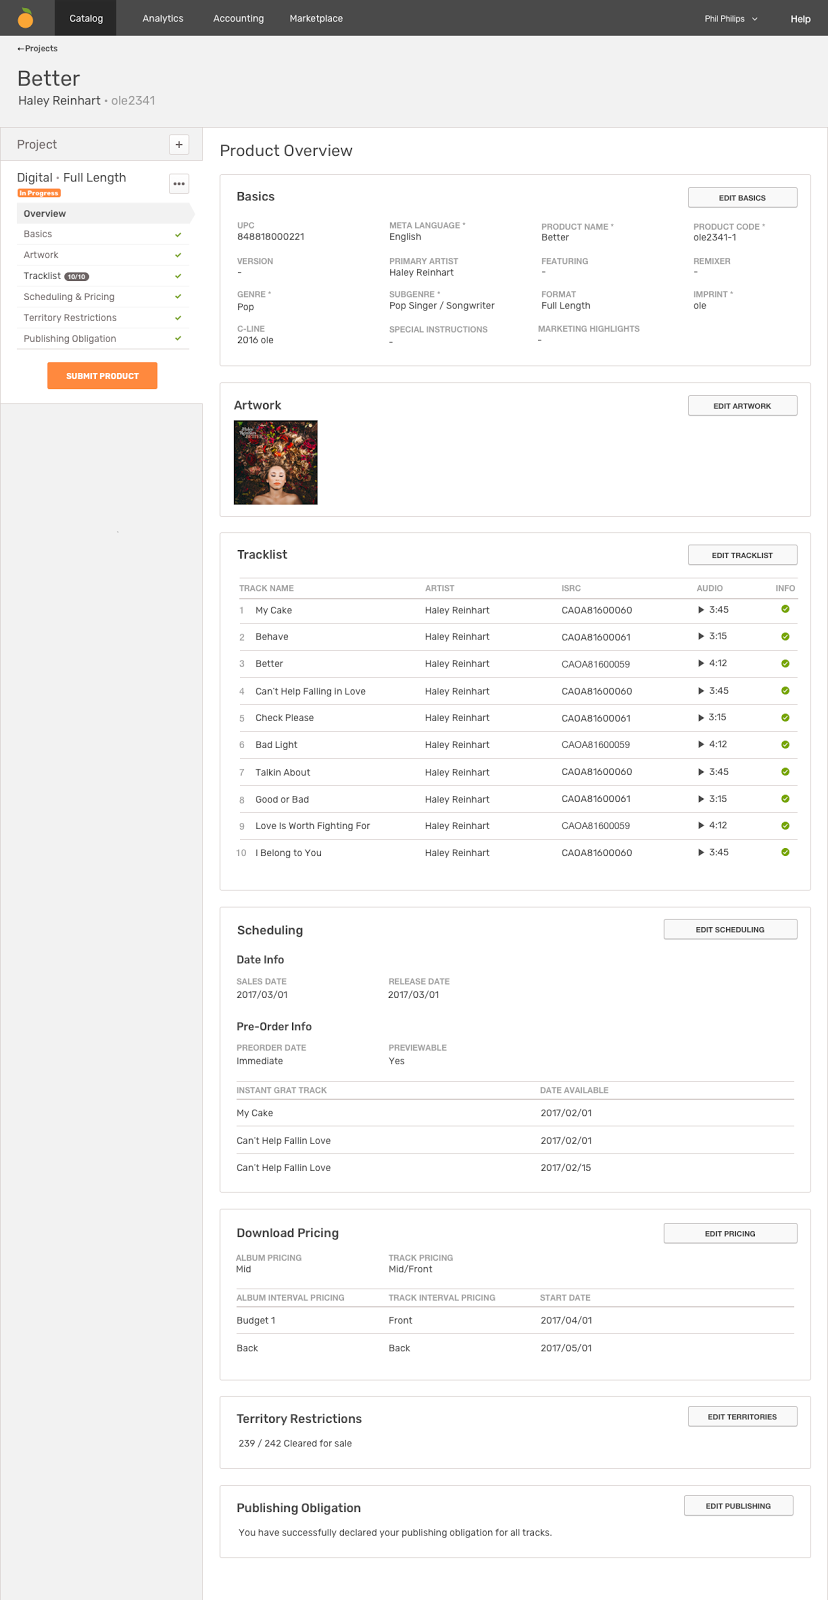 Catalog Analytics Accounting Marketplace Phil Philips Help
←Projects
Better
Haley Reinhart • ole2341
Project +
Digital • Full Length •••
In Progress
Overview
Basics
Artwork
Tracklist 10/10
Scheduling & Pricing
Territory Restrictions
Publishing Obligation
SUBMIT PRODUCT
Product Overview
Basics EDIT BASICS
UPC META LANGUAGE * PRODUCT NAME * PRODUCT CODE *
848818000221 English Better ole2341-1
VERSION PRIMARY ARTIST FEATURING REMIXER
- Haley Reinhart - -
GENRE * SUBGENRE * FORMAT IMPRINT *
Pop Pop Singer / Songwriter Full Length ole
C-LINE SPECIAL INSTRUCTIONS MARKETING HIGHLIGHTS
2016 ole - -
Artwork EDIT ARTWORK
Haley
Reinhart
BETTER
Tracklist EDIT TRACKLIST
TRACK NAME ARTIST ISRC AUDIO INFO
1 My Cake Haley Reinhart CAOA81600060 3:45
2 Behave Haley Reinhart CAOA81600061 3:15
3 Better Haley Reinhart CAOA81600059 4:12
4 Can't Help Falling in Love Haley Reinhart CAOA81600060 3:45
5 Check Please Haley Reinhart CAOA81600061 3:15
6 Bad Light Haley Reinhart CAOA81600059 4:12
7 Talkin About Haley Reinhart CAOA81600060 3:45
8 Good or Bad Haley Reinhart CAOA81600061 3:15
9 Love Is Worth Fighting For Haley Reinhart CAOA81600059 4:12
10 I Belong to You Haley Reinhart CAOA81600060 3:45
Scheduling EDIT SCHEDULING
Date Info
SALES DATE RELEASE DATE
2017/03/01 2017/03/01
Pre-Order Info
PREORDER DATE PREVIEWABLE
Immediate Yes
INSTANT GRAT TRACK DATE AVAILABLE
My Cake 2017/02/01
Can't Help Fallin Love 2017/02/01
Can't Help Fallin Love 2017/02/15
Download Pricing EDIT PRICING
ALBUM PRICING TRACK PRICING
Mid Mid/Front
ALBUM INTERVAL PRICING TRACK INTERVAL PRICING START DATE
Budget 1 Front 2017/04/01
Back Back 2017/05/01
Territory Restrictions EDIT TERRITORIES
239 / 242 Cleared for sale
Publishing Obligation EDIT PUBLISHING
You have successfully declared your publishing obligation for all tracks.